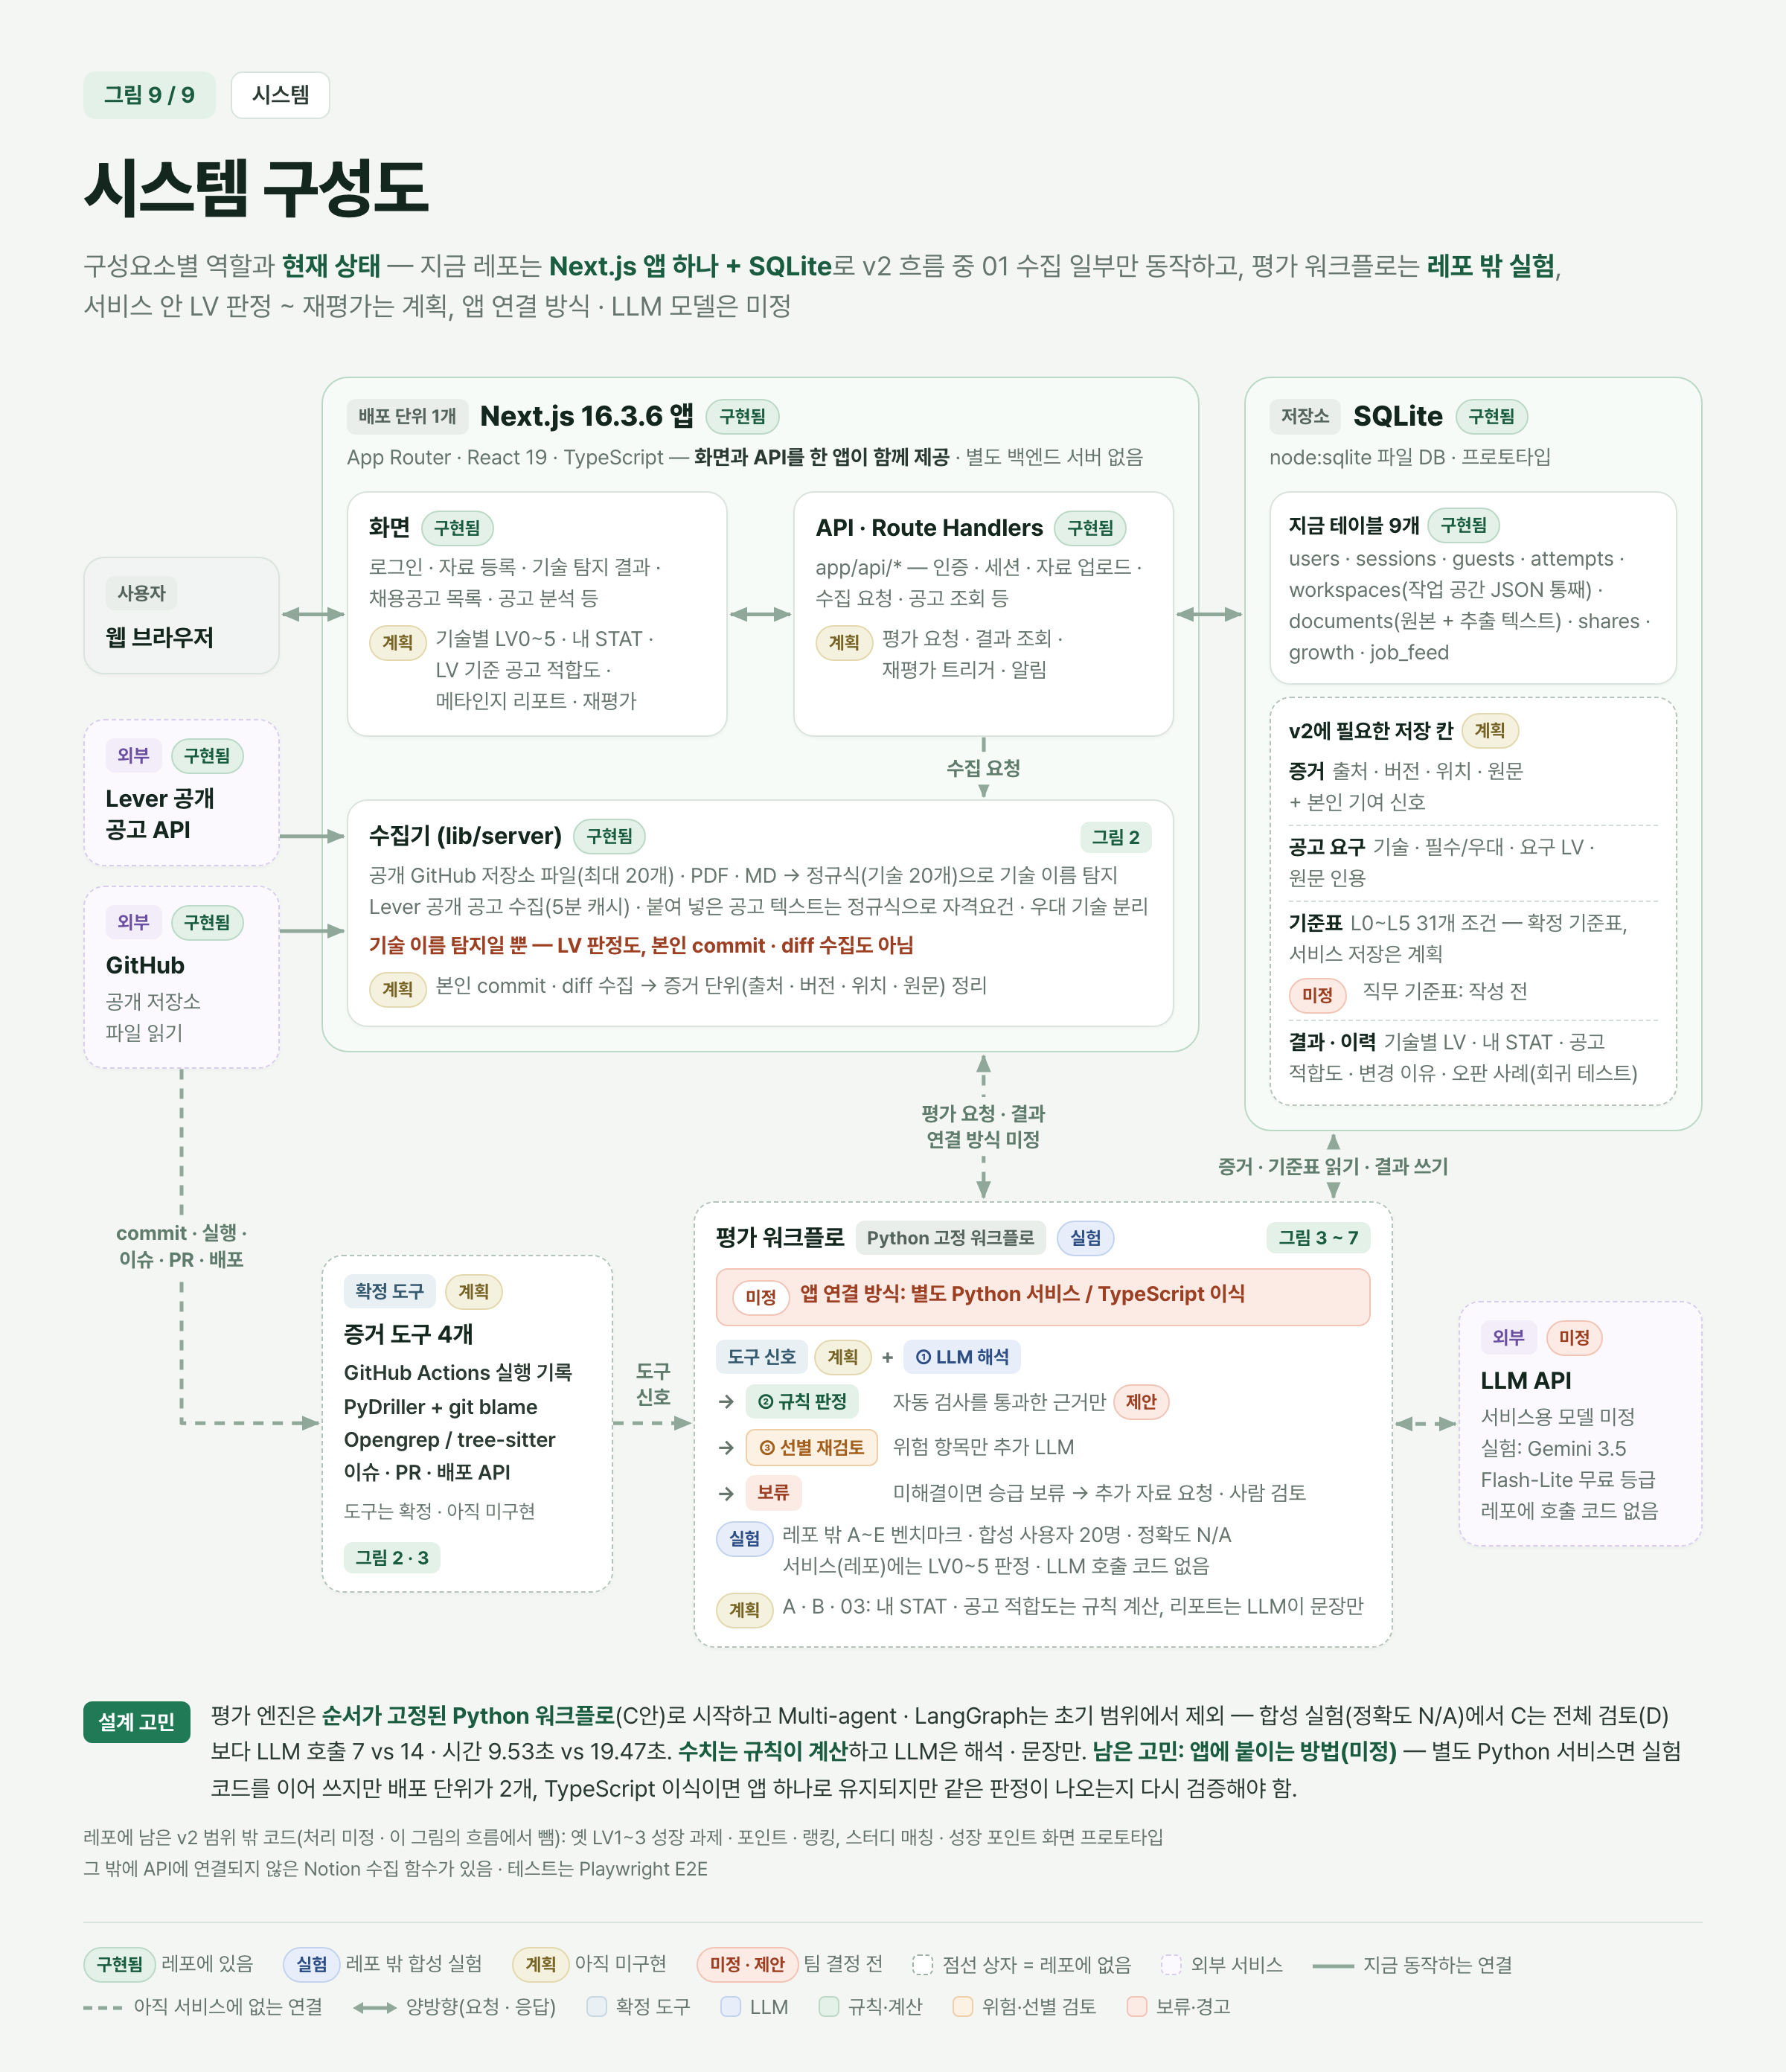 그림 9 / 9
시스템
시스템 구성도
구성요소별 역할과 현재 상태 — 지금 레포는 Next.js 앱 하나 + SQLite로 v2 흐름 중 01 수집 일부만 동작하고, 평가 워크플로는 레포 밖 실험,
서비스 안 LV 판정 ~ 재평가는 계획, 앱 연결 방식 · LLM 모델은 미정
사용자
웹 브라우저
외부 구현됨
Lever 공개
공고 API
외부 구현됨
GitHub
공개 저장소
파일 읽기
배포 단위 1개 Next.js 16.3.6 앱 구현됨
App Router · React 19 · TypeScript — 화면과 API를 한 앱이 함께 제공 · 별도 백엔드 서버 없음
화면 구현됨
로그인 · 자료 등록 · 기술 탐지 결과 ·
채용공고 목록 · 공고 분석 등
계획 기술별 LV0~5 · 내 STAT ·
LV 기준 공고 적합도 ·
메타인지 리포트 · 재평가
API · Route Handlers 구현됨
app/api/* — 인증 · 세션 · 자료 업로드 ·
수집 요청 · 공고 조회 등
계획 평가 요청 · 결과 조회 ·
재평가 트리거 · 알림
수집 요청
수집기 (lib/server) 구현됨 그림 2
공개 GitHub 저장소 파일(최대 20개) · PDF · MD → 정규식(기술 20개)으로 기술 이름 탐지
Lever 공개 공고 수집(5분 캐시) · 붙여 넣은 공고 텍스트는 정규식으로 자격요건 · 우대 기술 분리
기술 이름 탐지일 뿐 — LV 판정도, 본인 commit · diff 수집도 아님
계획 본인 commit · diff 수집 → 증거 단위(출처 · 버전 · 위치 · 원문) 정리
저장소 SQLite 구현됨
node:sqlite 파일 DB · 프로토타입
지금 테이블 9개 구현됨
users · sessions · guests · attempts ·
workspaces(작업 공간 JSON 통째) ·
documents(원본 + 추출 텍스트) · shares ·
growth · job_feed
v2에 필요한 저장 칸 계획
증거 출처 · 버전 · 위치 · 원문
+ 본인 기여 신호
공고 요구 기술 · 필수/우대 · 요구 LV ·
원문 인용
기준표 L0~L5 31개 조건 — 확정 기준표,
서비스 저장은 계획
미정 직무 기준표: 작성 전
결과 · 이력 기술별 LV · 내 STAT · 공고
적합도 · 변경 이유 · 오판 사례(회귀 테스트)
평가 요청 · 결과
연결 방식 미정
증거 · 기준표 읽기 · 결과 쓰기
commit · 실행 ·
이슈 · PR · 배포
확정 도구 계획
증거 도구 4개
GitHub Actions 실행 기록
PyDriller + git blame
Opengrep / tree-sitter
이슈 · PR · 배포 API
도구는 확정 · 아직 미구현
그림 2 · 3
도구
신호
평가 워크플로 Python 고정 워크플로 실험 그림 3 ~ 7
미정 앱 연결 방식: 별도 Python 서비스 / TypeScript 이식
도구 신호 계획 + ① LLM 해석
→ ② 규칙 판정 자동 검사를 통과한 근거만 제안
→ ③ 선별 재검토 위험 항목만 추가 LLM
→ 보류 미해결이면 승급 보류 → 추가 자료 요청 · 사람 검토
실험 레포 밖 A~E 벤치마크 · 합성 사용자 20명 · 정확도 N/A
서비스(레포)에는 LV0~5 판정 · LLM 호출 코드 없음
계획 A · B · 03: 내 STAT · 공고 적합도는 규칙 계산, 리포트는 LLM이 문장만
외부 미정
LLM API
서비스용 모델 미정
실험: Gemini 3.5
Flash-Lite 무료 등급
레포에 호출 코드 없음
설계 고민
평가 엔진은 순서가 고정된 Python 워크플로(C안)로 시작하고 Multi-agent · LangGraph는 초기 범위에서 제외 — 합성 실험(정확도 N/A)에서 C는 전체 검토(D)
보다 LLM 호출 7 vs 14 · 시간 9.53초 vs 19.47초. 수치는 규칙이 계산하고 LLM은 해석 · 문장만. 남은 고민: 앱에 붙이는 방법(미정) — 별도 Python 서비스면 실험
코드를 이어 쓰지만 배포 단위가 2개, TypeScript 이식이면 앱 하나로 유지되지만 같은 판정이 나오는지 다시 검증해야 함.
레포에 남은 v2 범위 밖 코드(처리 미정 · 이 그림의 흐름에서 뺌): 옛 LV1~3 성장 과제 · 포인트 · 랭킹, 스터디 매칭 · 성장 포인트 화면 프로토타입
그 밖에 API에 연결되지 않은 Notion 수집 함수가 있음 · 테스트는 Playwright E2E
구현됨 레포에 있음 실험 레포 밖 합성 실험 계획 아직 미구현 미정 · 제안 팀 결정 전 점선 상자 = 레포에 없음 외부 서비스 지금 동작하는 연결
아직 서비스에 없는 연결 양방향(요청 · 응답) 확정 도구 LLM 규칙·계산 위험·선별 검토 보류·경고